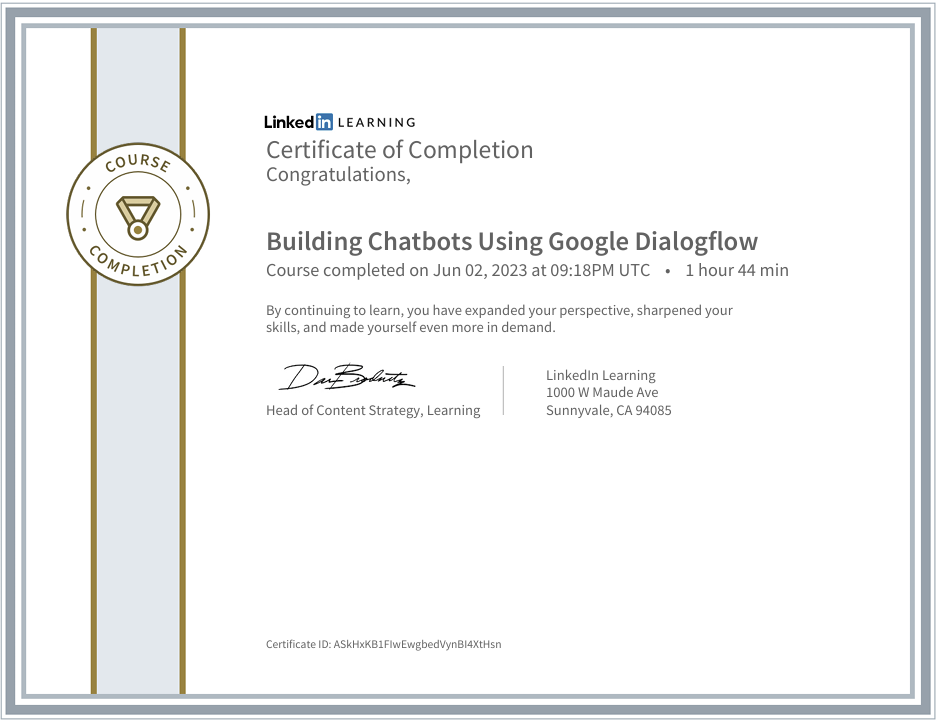 COURSE
COMPLETION
Linked in LEARNING
Certificate of Completion
Congratulations,
Building Chatbots Using Google Dialogflow
Course completed on Jun 02, 2023 at 09:18PM UTC • 1 hour 44 min
By continuing to learn, you have expanded your perspective, sharpened your
skills, and made yourself even more in demand.
Head of Content Strategy, Learning
LinkedIn Learning
1000 W Maude Ave
Sunnyvale, CA 94085
Certificate ID: ASkHxKB1FIwEwgbedVynBI4XtHsn